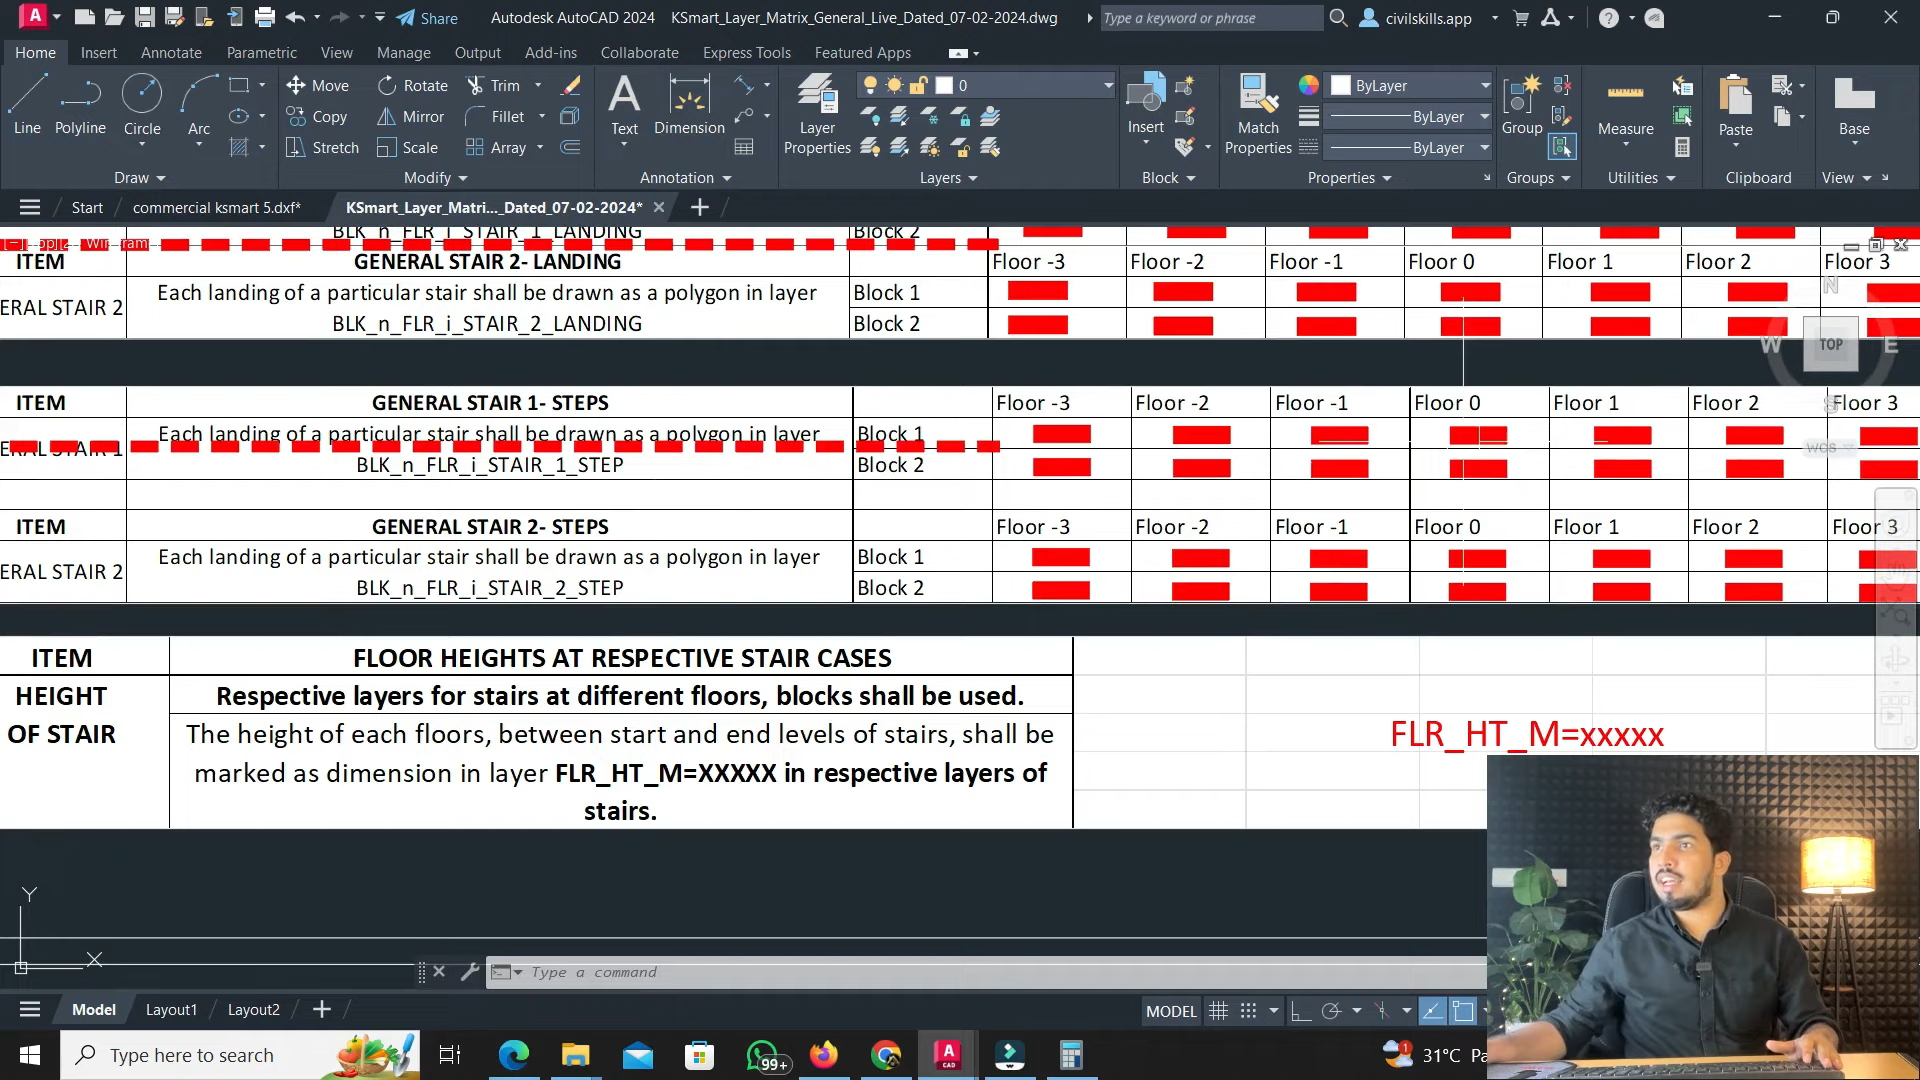 Share
Autodesk AutoCAD 2024 KSmart_Layer_Matrix_General_Live_Dated_07-02-2024.dwg
Type a keyword or phrase
civilskills.app
Home Insert Annotate Parametric View Manage Output Add-ins Collaborate Express Tools Featured Apps
Line Polyline Circle Arc
Move Rotate Trim
Copy Mirror Fillet
Stretch Scale Array
Text Dimension
Layer Properties
0
Insert
Match Properties
ByLayer
ByLayer
ByLayer
Group Measure Paste Base
Draw Modify Annotation Layers Block Properties Groups Utilities Clipboard View
Start commercial ksmart 5.dxf* KSmart_Layer_Matri..._Dated_07-02-2024*
BLK_n_FLR_i_STAIR_1_LANDING Block 2
ITEM GENERAL STAIR 2- LANDING Floor -3 Floor -2 Floor -1 Floor 0 Floor 1 Floor 2 Floor 3
ERAL STAIR 2 Each landing of a particular stair shall be drawn as a polygon in layer Block 1
BLK_n_FLR_i_STAIR_2_LANDING Block 2
N
W TOP E
S
WCS
ITEM GENERAL STAIR 1- STEPS Floor -3 Floor -2 Floor -1 Floor 0 Floor 1 Floor 2 Floor 3
ERAL STAIR 1 Each landing of a particular stair shall be drawn as a polygon in layer Block 1
BLK_n_FLR_i_STAIR_1_STEP Block 2
ITEM GENERAL STAIR 2- STEPS Floor -3 Floor -2 Floor -1 Floor 0 Floor 1 Floor 2 Floor 3
ERAL STAIR 2 Each landing of a particular stair shall be drawn as a polygon in layer Block 1
BLK_n_FLR_i_STAIR_2_STEP Block 2
ITEM FLOOR HEIGHTS AT RESPECTIVE STAIR CASES
HEIGHT OF STAIR
Respective layers for stairs at different floors, blocks shall be used.
The height of each floors, between start and end levels of stairs, shall be
marked as dimension in layer FLR_HT_M=XXXXX in respective layers of
stairs.
FLR_HT_M=xxxxx
Y
X
Type a command
Model Layout1 Layout2
MODEL
Type here to search
99+
CAD
1
31°C